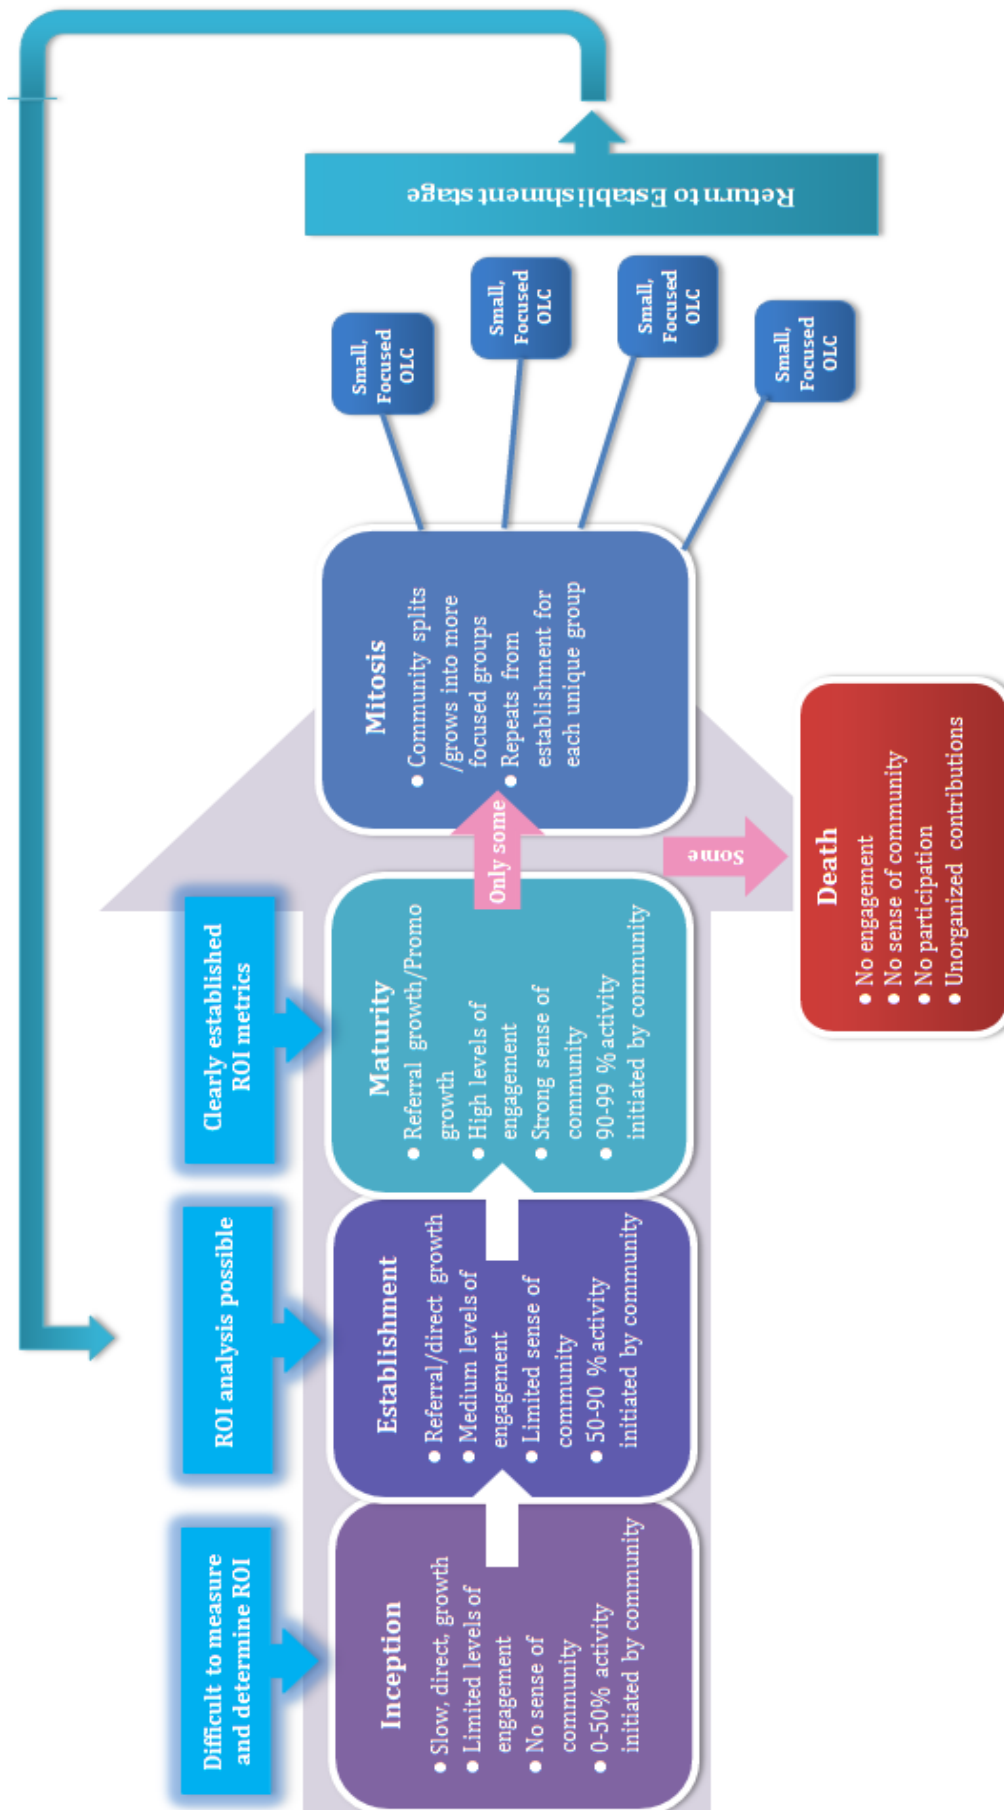 Difficult to measure
and determine ROI
ROI analysis possible
Clearly established
ROI metrics
Inception
● Slow, direct, growth
● Limited levels of
engagement
● No sense of
community
● 0-50% activity
initiated by community
Establishment
● Referral/direct growth
● Medium levels of
engagement
● Limited sense of
community
● 50-90 % activity
initiated by community
Maturity
● Referral growth/Promo
growth
● High levels of
engagement
● Strong sense of
community
● 90-99 % activity
initiated by community
Only some
Some
Mitosis
● Community splits
/grows into more
focused groups
● Repeats from
establishment for
each unique group
Death
● No engagement
● No sense of community
● No participation
● Unorganized contributions
Small,
Focused
OLC
Small,
Focused
OLC
Small,
Focused
OLC
Small,
Focused
OLC
Return to Establishment stage